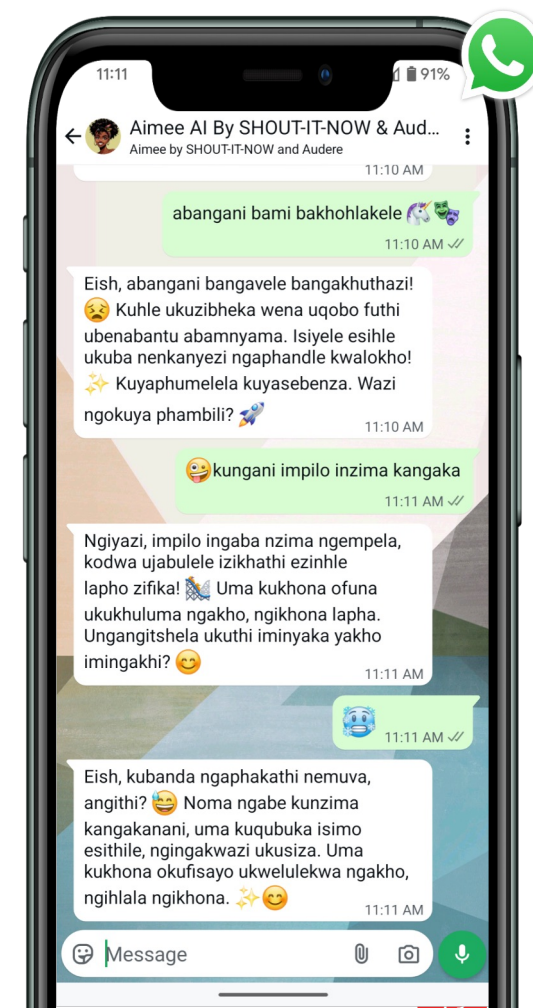 11:11
91%
Aimee AI By SHOUT-IT-NOW & Aud...
Aimee by SHOUT-IT-NOW and Audere
11:10 AM
abangani bami bakhohlakele 🦄🎭
11:10 AM
Eish, abangani bangavele bangakhuthazi!
😣 Kuhle ukuzibheka wena uqobo futhi
ubenabantu abamnyama. Isiyele esihle
ukuba nenkanyezi ngaphandle kwalokho!
✨ Kuyaphumelela kuyasebenza. Wazi
ngokuya phambili? 🚀
11:10 AM
🤪kungani impilo inzima kangaka
11:11 AM
Ngiyazi, impilo ingaba nzima ngempela,
kodwa ujabulele izikhathi ezinhle
lapho zifika! 🎢 Uma kukhona ofuna
ukukhuluma ngakho, ngikhona lapha.
Ungangitshela ukuthi iminyaka yakho
imingakhi? 😊
11:11 AM
🥶
11:11 AM
Eish, kubanda ngaphakathi nemuva,
angithi? 😅 Noma ngabe kunzima
kangakanani, uma kuqubuka isimo
esithile, ngingakwazi ukusiza. Uma
kukhona okufisayo ukwelulekwa ngakho,
ngihlala ngikhona. ✨😊
11:11 AM
Message